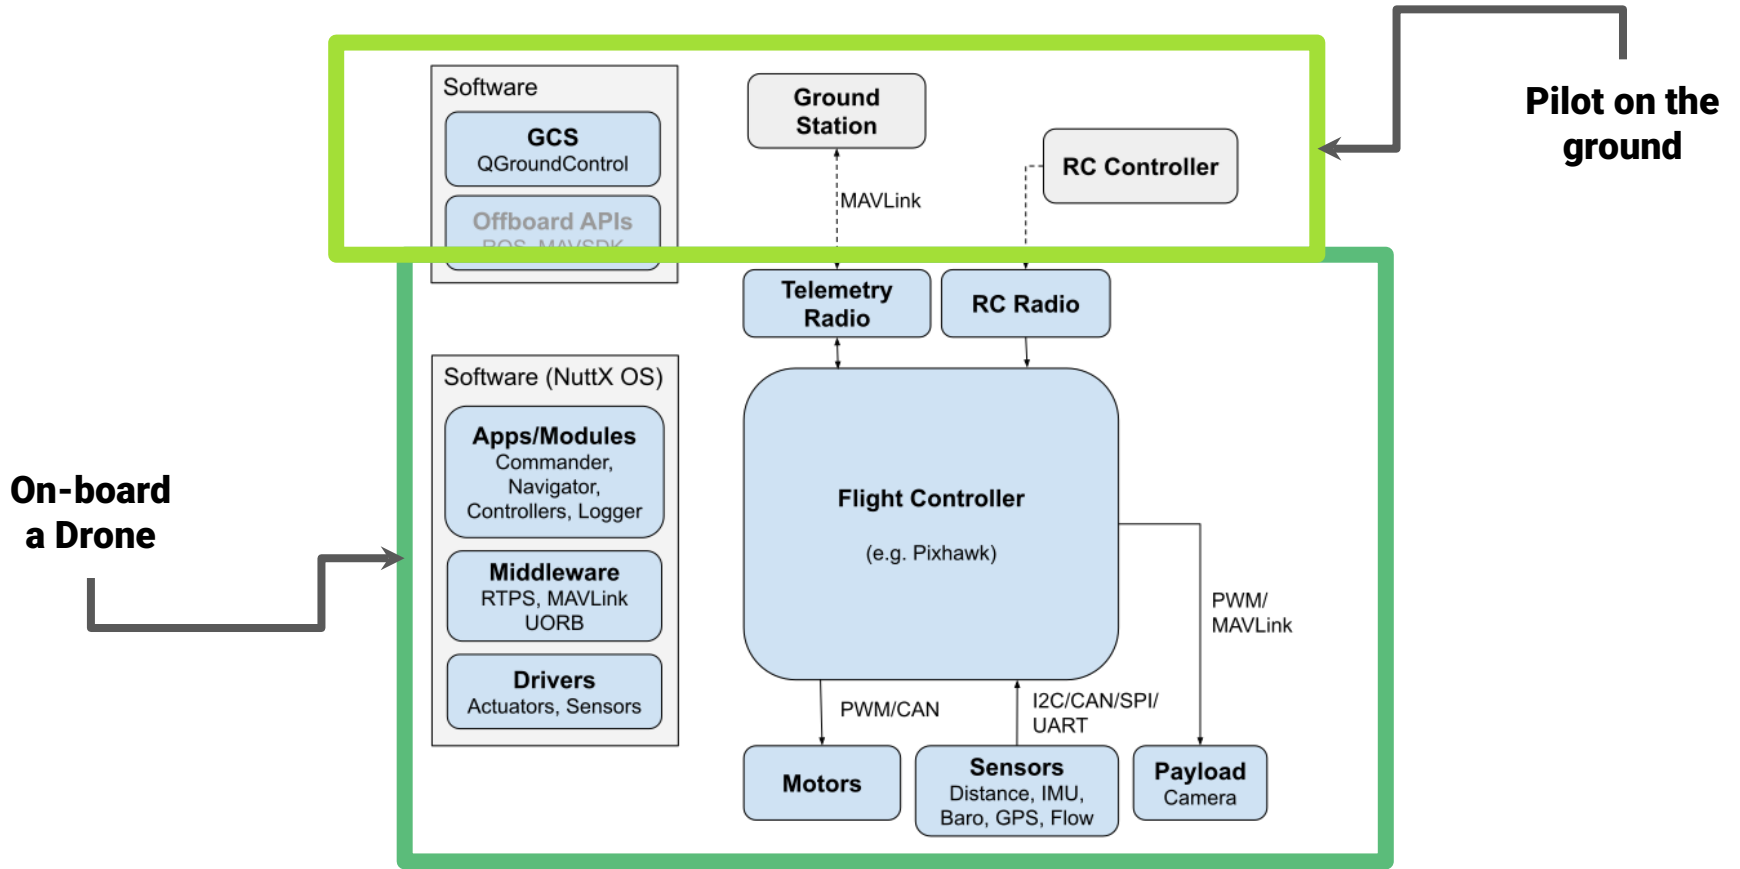 Software
GCS
QGroundControl
Offboard APIs
ROS, MAVSDK
Ground
Station
RC Controller
MAVLink
Pilot on the
ground
Telemetry
Radio
RC Radio
Software (NuttX OS)
Apps/Modules
Commander,
Navigator,
Controllers, Logger
Middleware
RTPS, MAVLink
UORB
Drivers
Actuators, Sensors
On-board
a Drone
Flight Controller
(e.g. Pixhawk)
PWM/
MAVLink
PWM/CAN
I2C/CAN/SPI/
UART
Motors
Sensors
Distance, IMU,
Baro, GPS, Flow
Payload
Camera